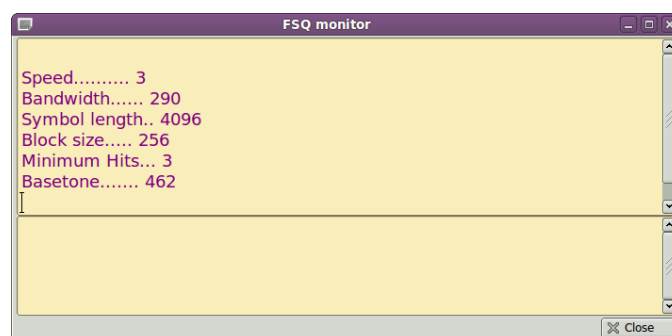 FSQ monitor
Speed.......... 3
Bandwidth...... 290
Symbol length.. 4096
Block size..... 256
Minimum Hits... 3
Basetone....... 462
Close